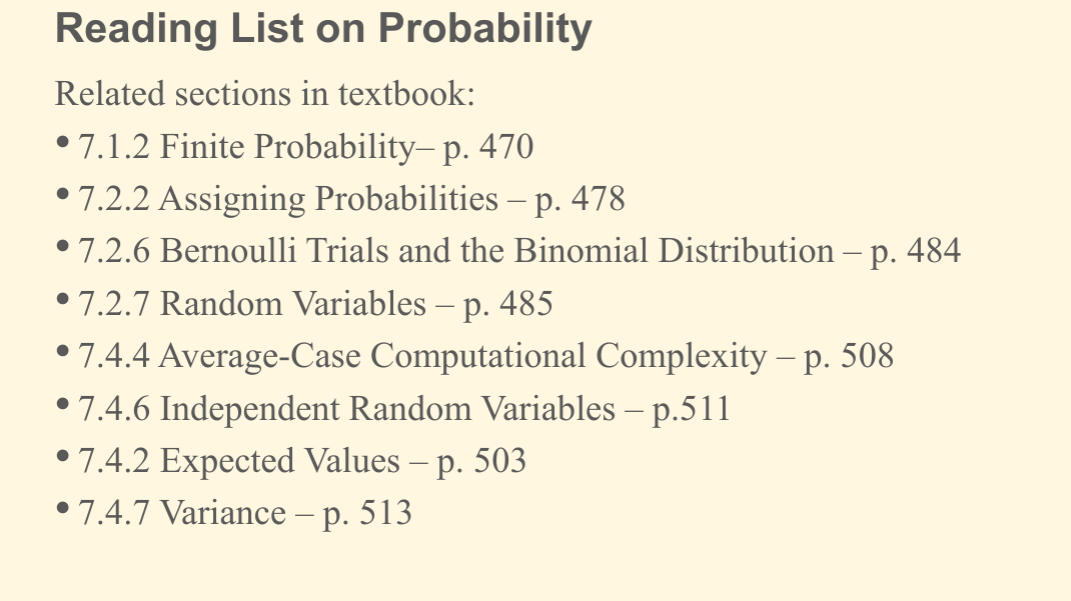 Reading List on Probability
Related sections in textbook:
• 7.1.2 Finite Probability– p. 470
• 7.2.2 Assigning Probabilities – p. 478
• 7.2.6 Bernoulli Trials and the Binomial Distribution – p. 484
• 7.2.7 Random Variables – p. 485
• 7.4.4 Average-Case Computational Complexity – p. 508
• 7.4.6 Independent Random Variables – p.511
• 7.4.2 Expected Values – p. 503
• 7.4.7 Variance – p. 513